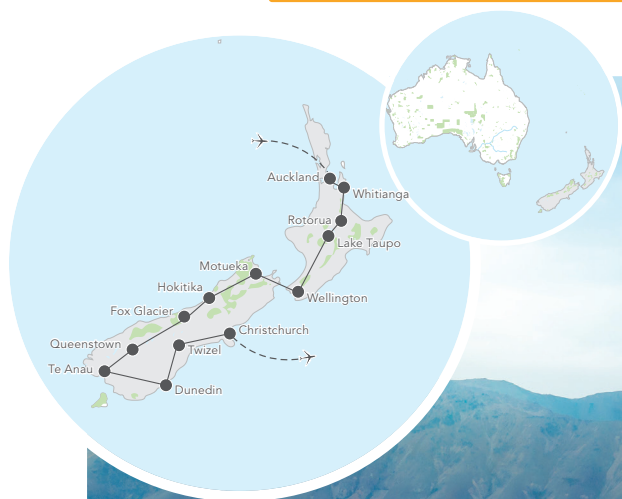 Auckland
Whitianga
Rotorua
Lake Taupo
Motueka
Hokitika
Wellington
Fox Glacier
Christchurch
Queenstown
Twizel
Te Anau
Dunedin